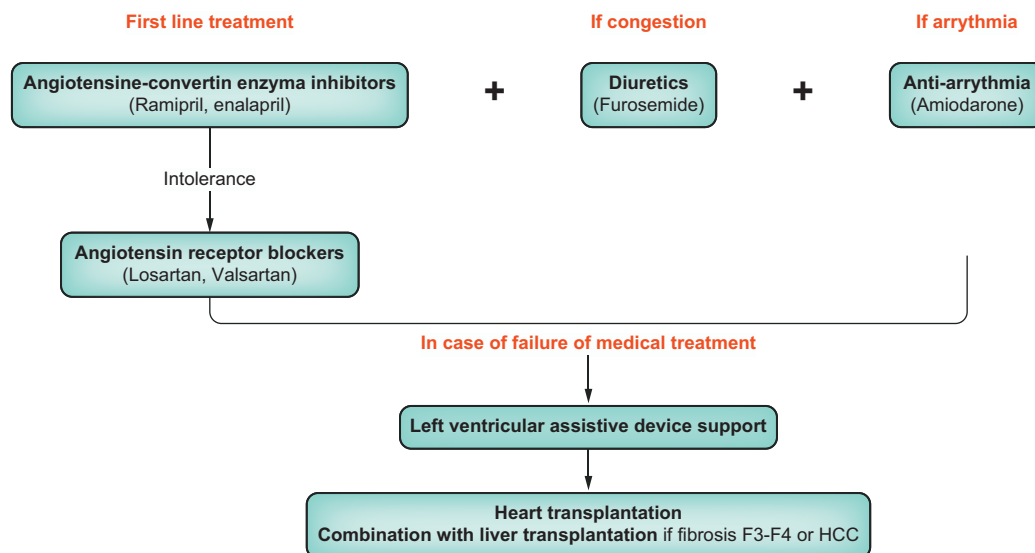 First line treatment
If congestion
If arrythmia
Angiotensine-convertin enzyma inhibitors
(Ramipril, enalapril)
+
Diuretics
(Furosemide)
+
Anti-arrythmia
(Amiodarone)
Intolerance
Angiotensin receptor blockers
(Losartan, Valsartan)
In case of failure of medical treatment
Left ventricular assistive device support
Heart transplantation
Combination with liver transplantation if fibrosis F3-F4 or HCC